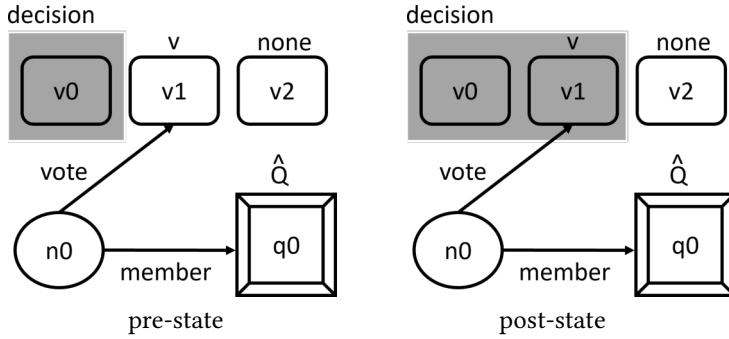 decision
v
none
v0
v1
v2
vote
Q̂
n0
q0
member
pre-state
decision
v
none
v0
v1
v2
vote
Q̂
n0
q0
member
post-state